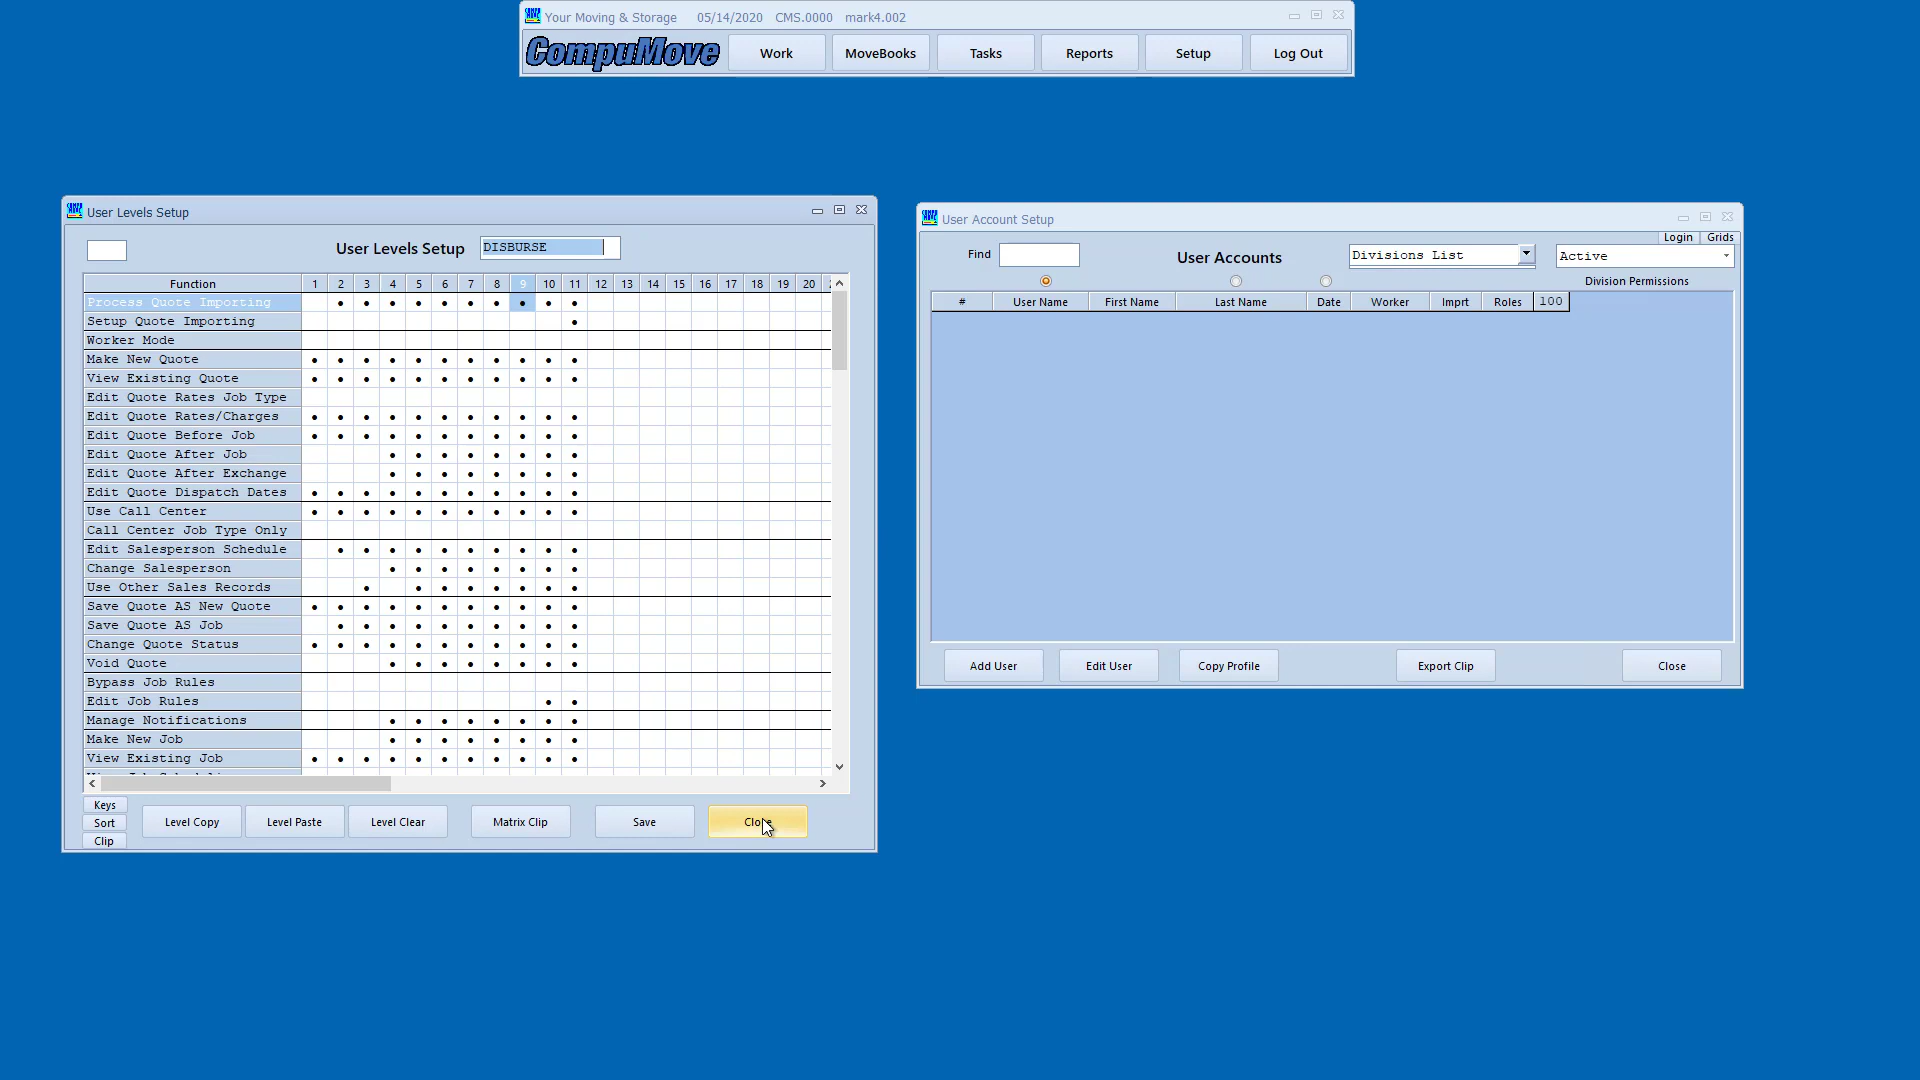 Your Moving & Storage 05/14/2020 CMS.0000 mark4.002
CompuMove Work MoveBooks Tasks Reports Setup Log Out
User Levels Setup
User Levels Setup DISBURSE
Function 1 2 3 4 5 6 7 8 9 10 11 12 13 14 15 16 17 18 19 20
Process Quote Importing
Setup Quote Importing
Worker Mode
Make New Quote
View Existing Quote
Edit Quote Rates Job Type
Edit Quote Rates/Charges
Edit Quote Before Job
Edit Quote After Job
Edit Quote After Exchange
Edit Quote Dispatch Dates
Use Call Center
Call Center Job Type Only
Edit Salesperson Schedule
Change Salesperson
Use Other Sales Records
Save Quote AS New Quote
Save Quote AS Job
Change Quote Status
Void Quote
Bypass Job Rules
Edit Job Rules
Manage Notifications
Make New Job
View Existing Job
Keys
Sort
Clip
Level Copy Level Paste Level Clear Matrix Clip Save Close
User Account Setup
Login Grids
Find User Accounts Divisions List Active
Division Permissions
# User Name First Name Last Name Date Worker Imprt Roles 100
Add User Edit User Copy Profile Export Clip Close